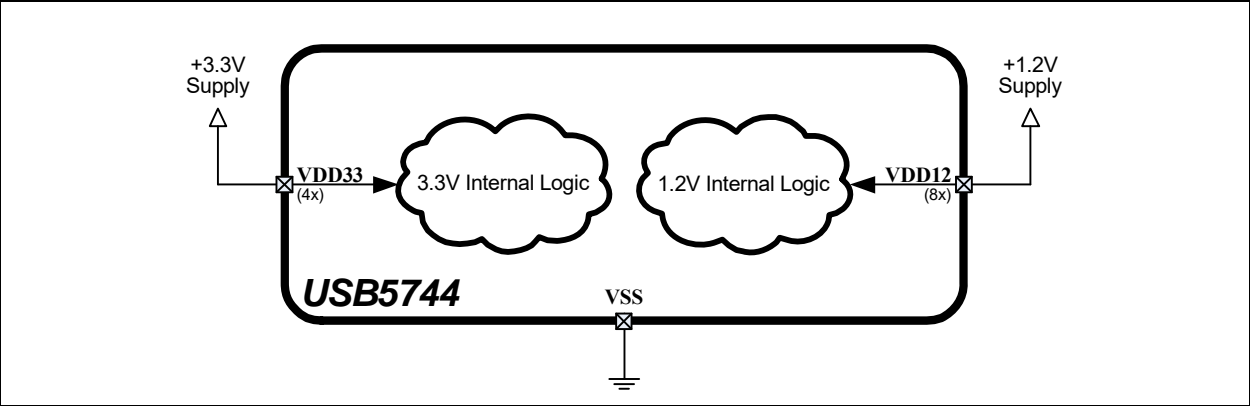 +3.3V
Supply
+1.2V
Supply
VDD33
(4x)
3.3V Internal Logic
1.2V Internal Logic
VDD12
(8x)
USB5744
VSS